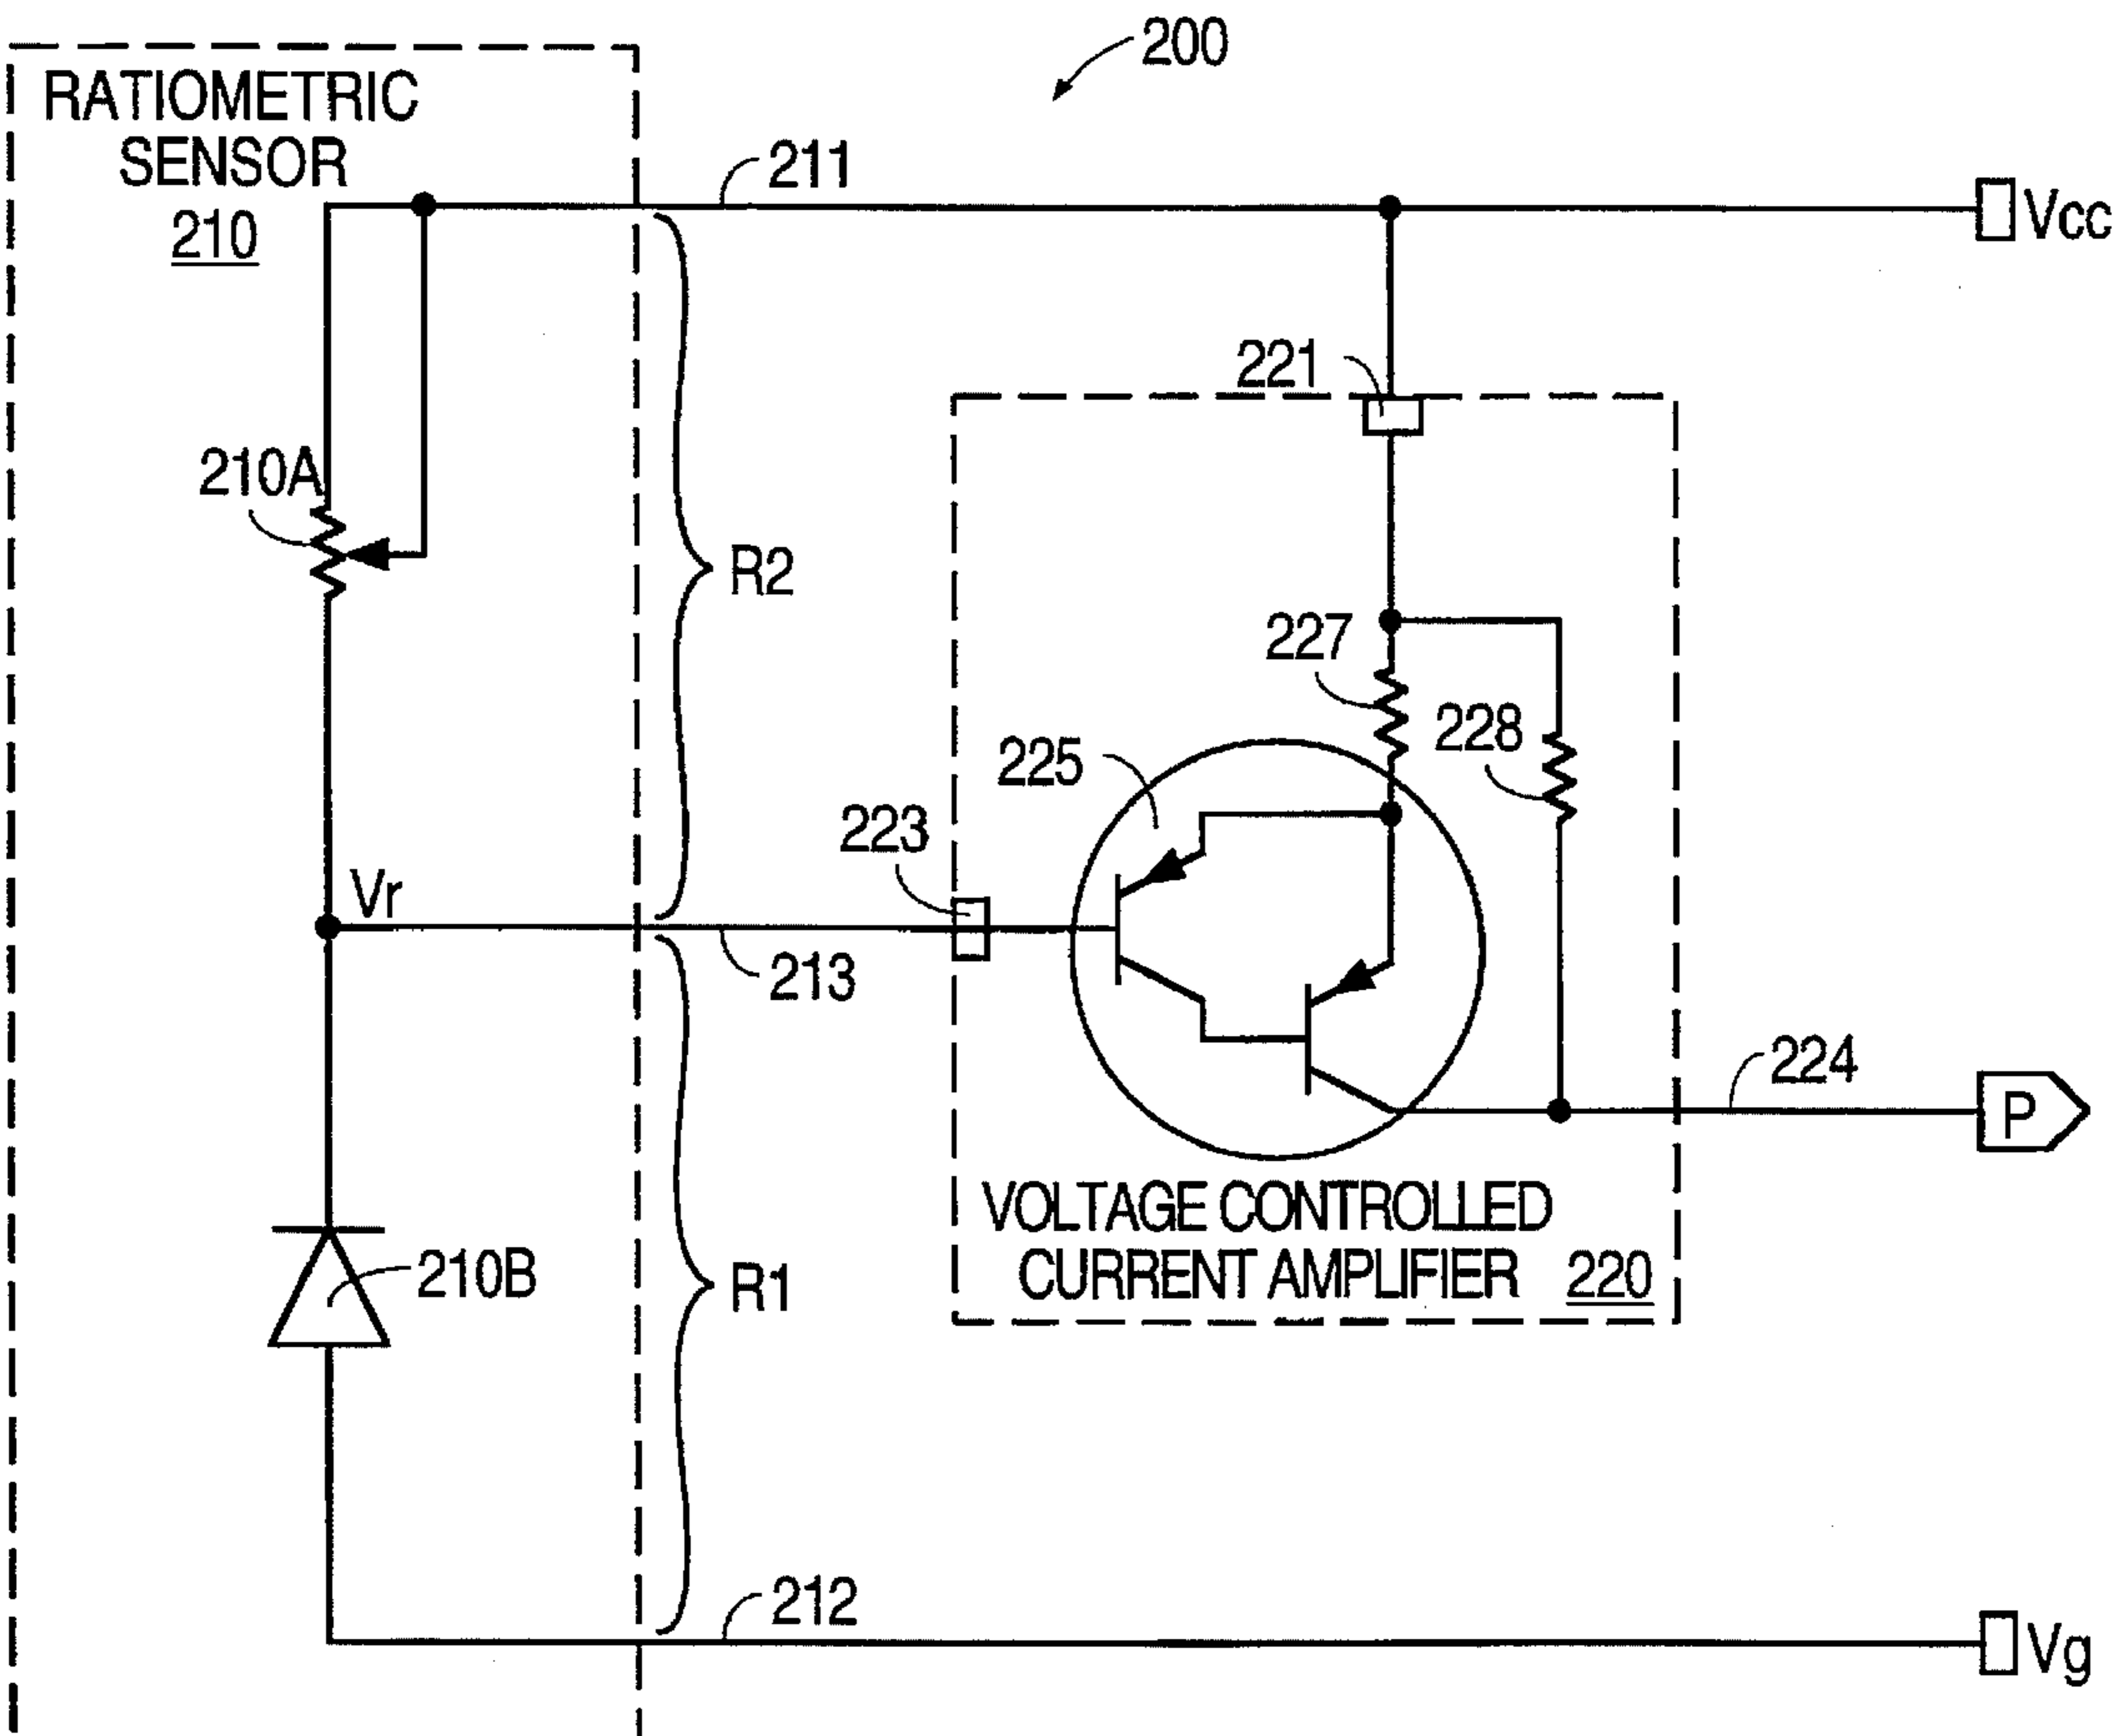 200
RATIOMETRIC
SENSOR
210
211
Vcc
221
210A
R2
227
228
225
223
Vr
213
224
P
VOLTAGE CONTROLLED
CURRENT AMPLIFIER 220
210B
R1
212
Vg